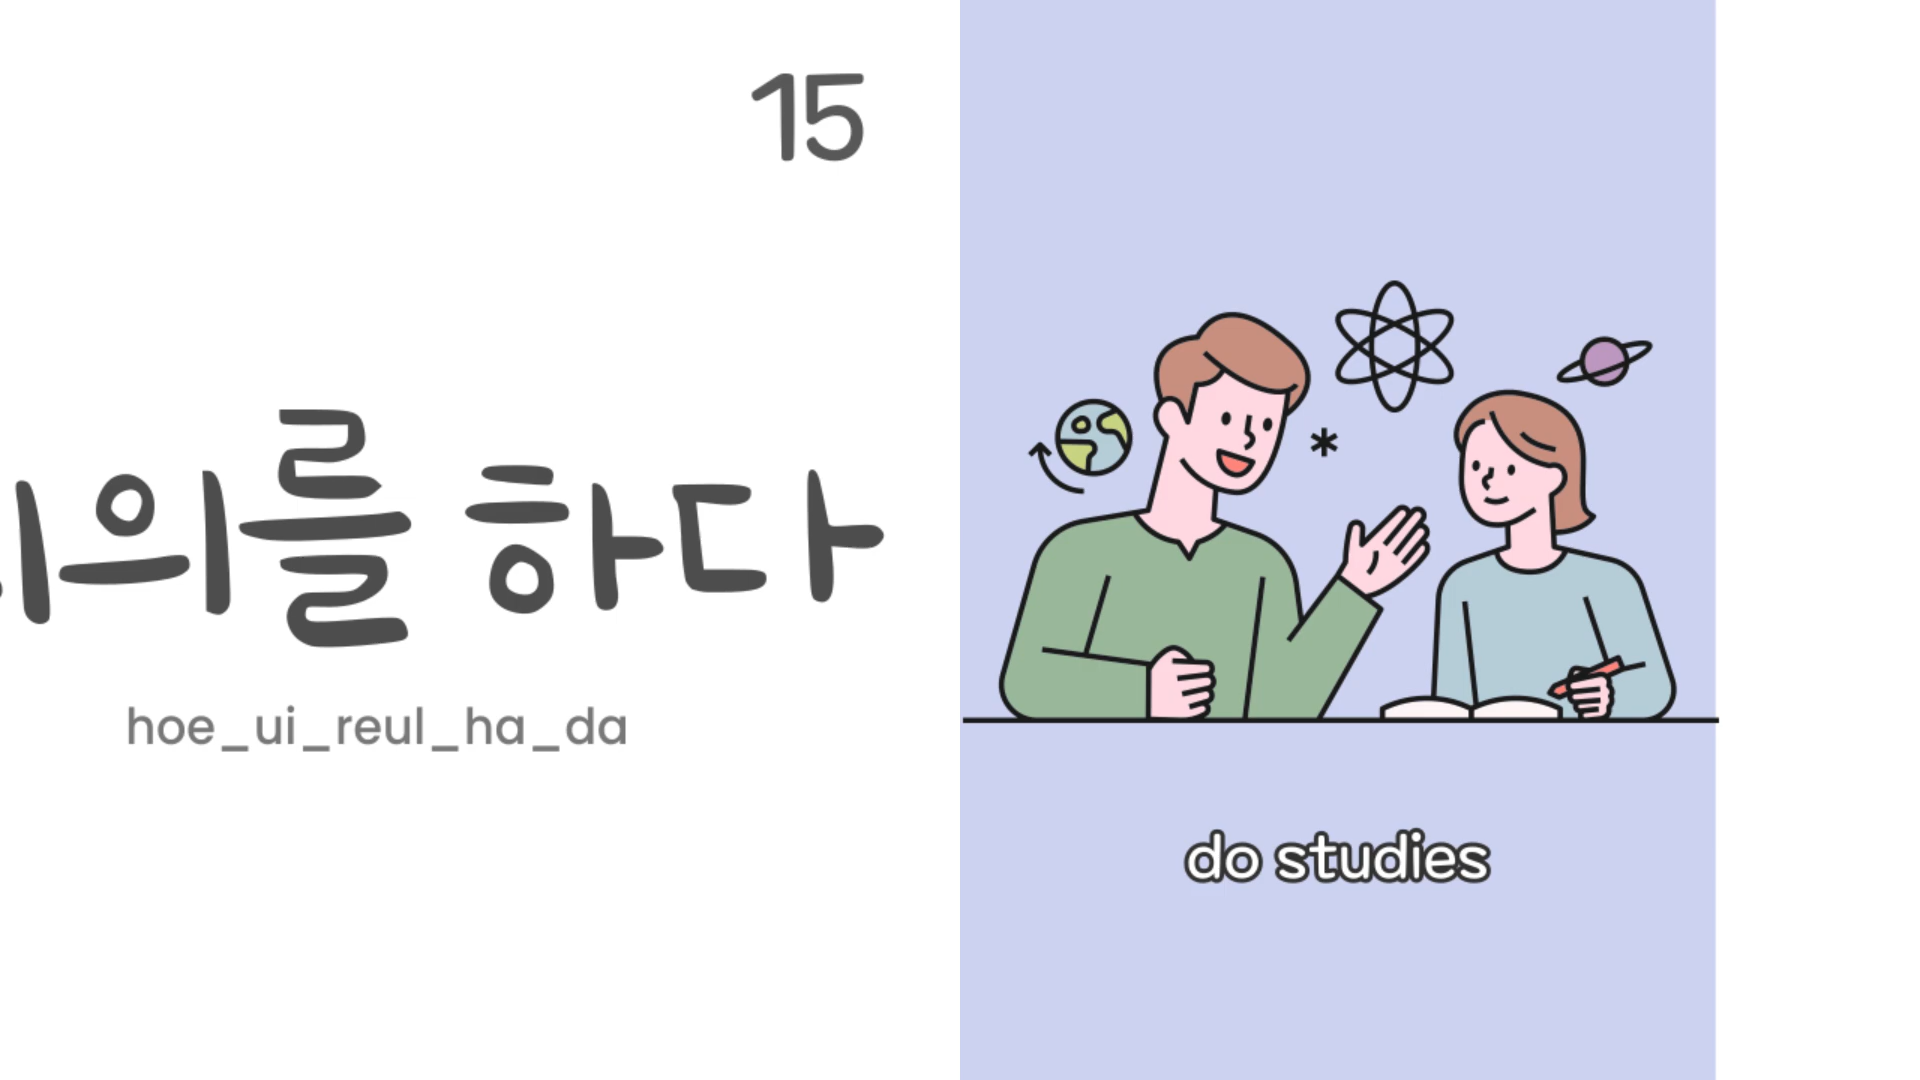 15
의를 하다
hoe_ui_reul_ha_da
do studies